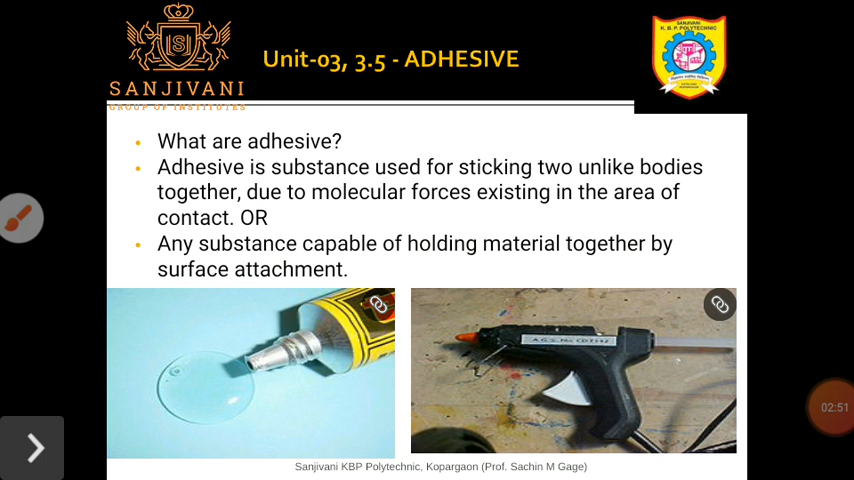 SANJIVANI
GROUP OF INSTITUTES
Unit-03, 3.5 - ADHESIVE
SANJIVANI
K. B. P. POLYTECHNIC
• What are adhesive?
• Adhesive is substance used for sticking two unlike bodies
together, due to molecular forces existing in the area of
contact. OR
• Any substance capable of holding material together by
surface attachment.
02:51
Sanjivani KBP Polytechnic, Kopargaon (Prof. Sachin M Gage)